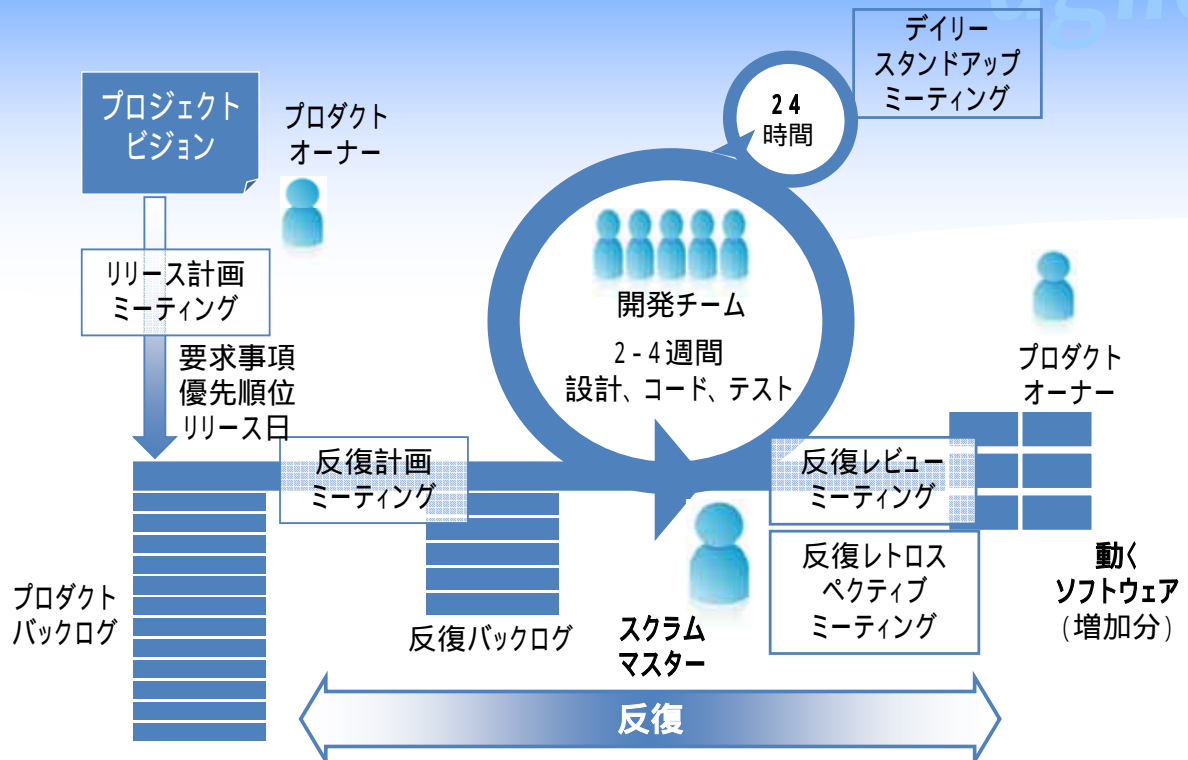 agile
デイリー
スタンドアップ
ミーティング
24
時間
プロジェクト
ビジョン
プロダクト
オーナー
リリース計画
ミーティング
要求事項
優先順位
リリース日
開発チーム
2-4週間
設計、コード、テスト
プロダクト
オーナー
反復計画
ミーティング
反復レビュー
ミーティング
反復レトロス
ペクティブ
ミーティング
プロダクト
バックログ
反復バックログ
スクラム
マスター
動く
ソフトウェア
(増加分)
反復